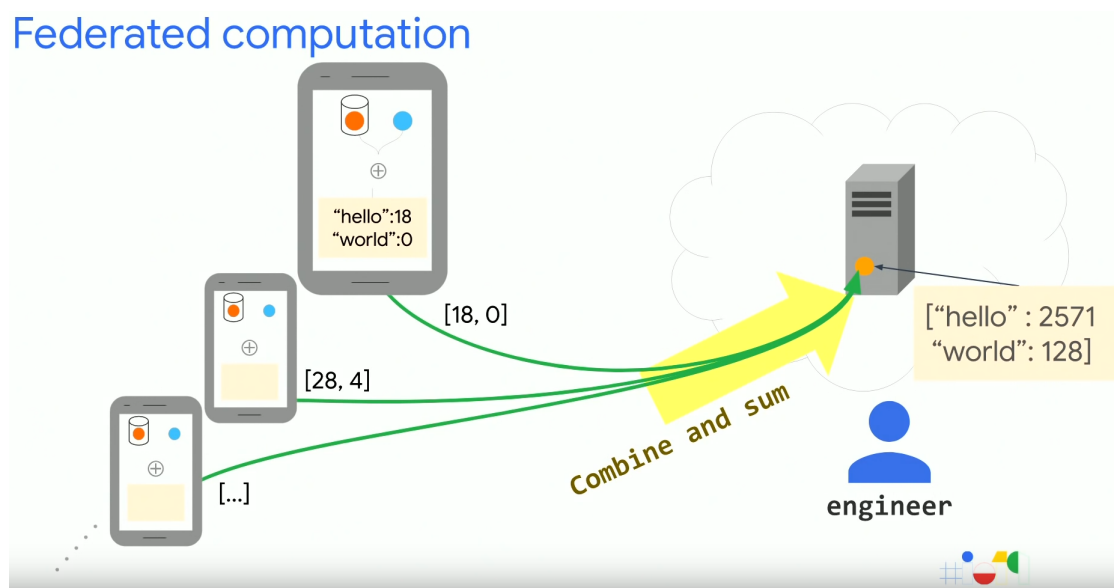 Federated computation
“hello”:18
“world”:0
[18, 0]
[28, 4]
[...]
Combine and sum
[“hello” : 2571
“world”: 128]
engineer